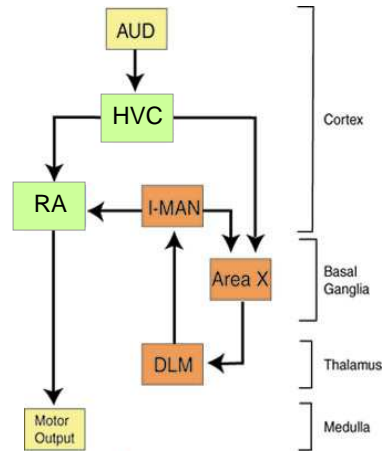 AUD
HVC
Cortex
RA
I-MAN
Area X
Basal
Ganglia
DLM
Thalamus
Motor
Output
Medulla